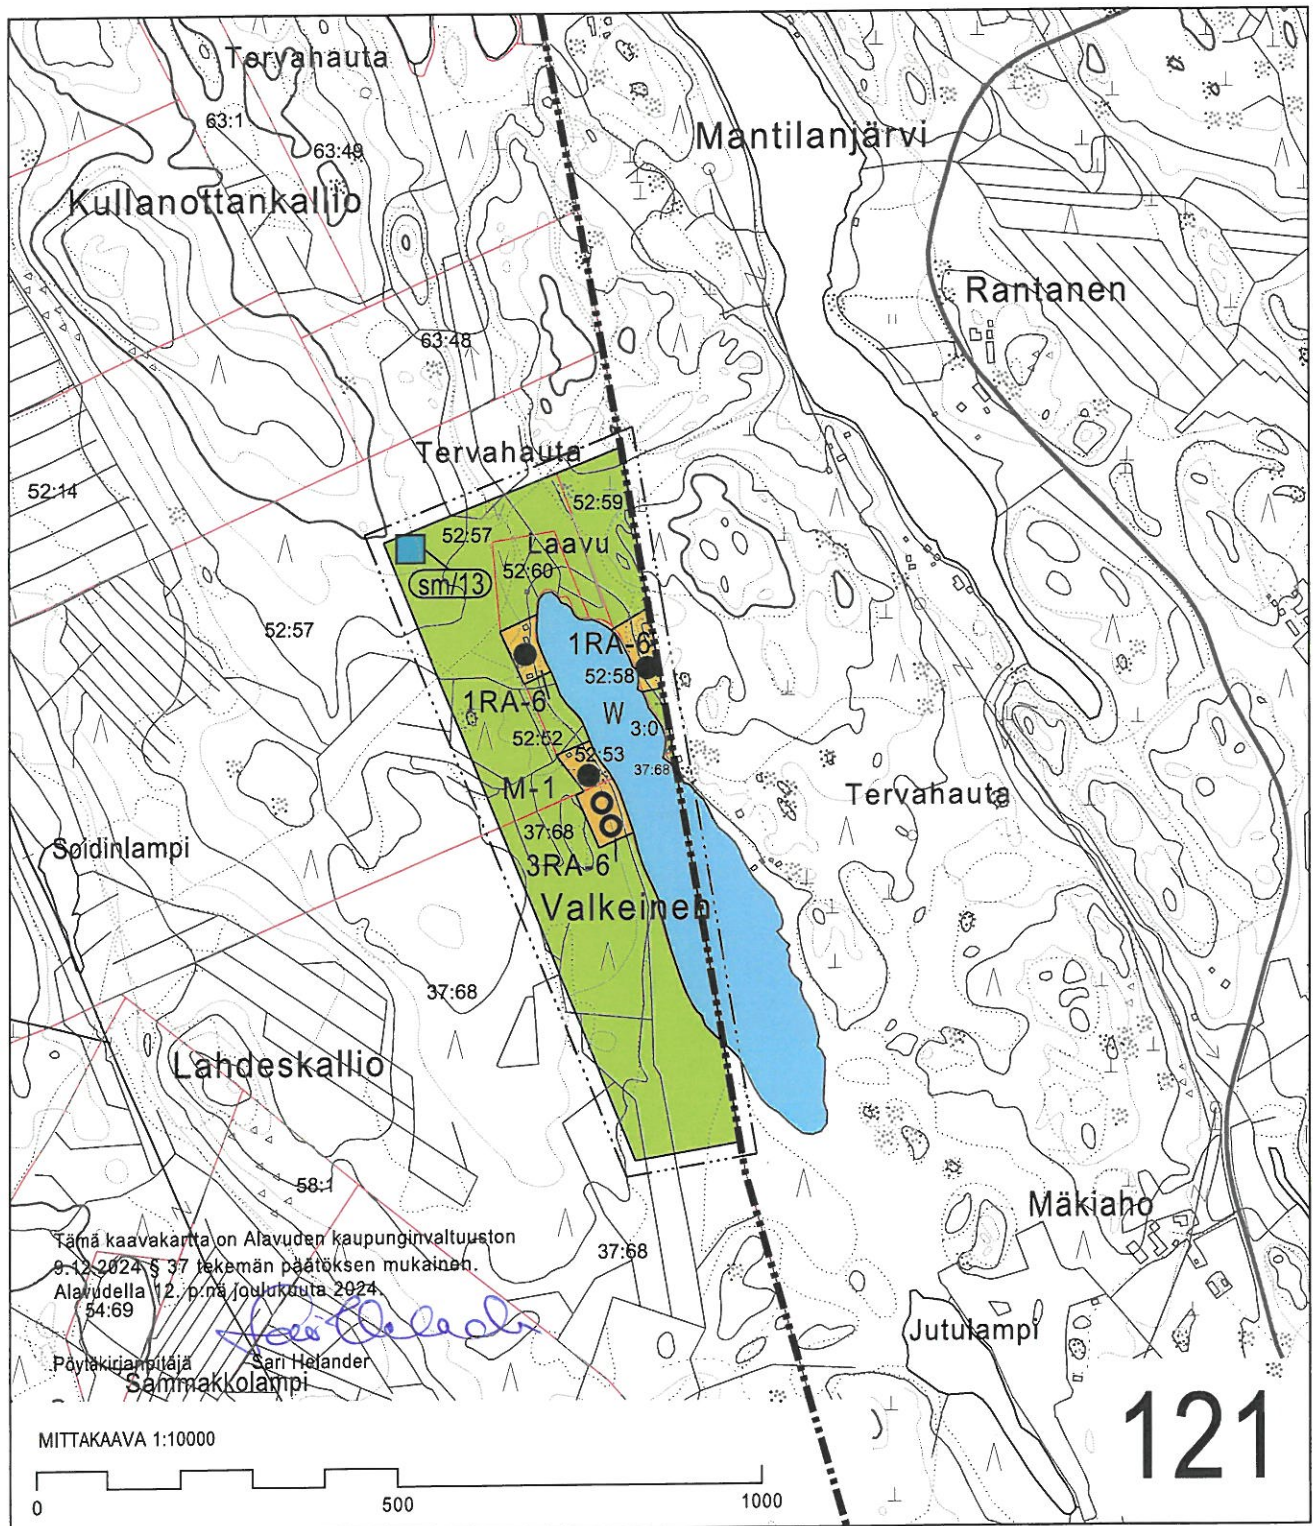 Tervahauta
63:1
63:49
Mantilanjärvi
Kullanottankallio
Rantanen
63:48
Tervahauta
52:14
52:59
52:57
Laavu
52:60
sm/13
52:57
1RA-6
52:58
1RA-6
W
3:0
52:52
52:53
37:68
M-1
Tervahauta
37:68
Soidinlampi
3RA-6
Valkeinen
37:68
Lahdeskallio
58:1
Mäkiaho
Tämä kaavakartta on Alavuden kaupunginvaltuuston
9.12.2024 § 37 tekemän päätöksen mukainen.
37:68
Alavudella 12. p:nä joulukuuta 2024.
54:69
Jutulampi
Pöytäkirjanpitäjä Sari Helander
Sammakkolampi
121
MITTAKAAVA 1:10000
0 500 1000